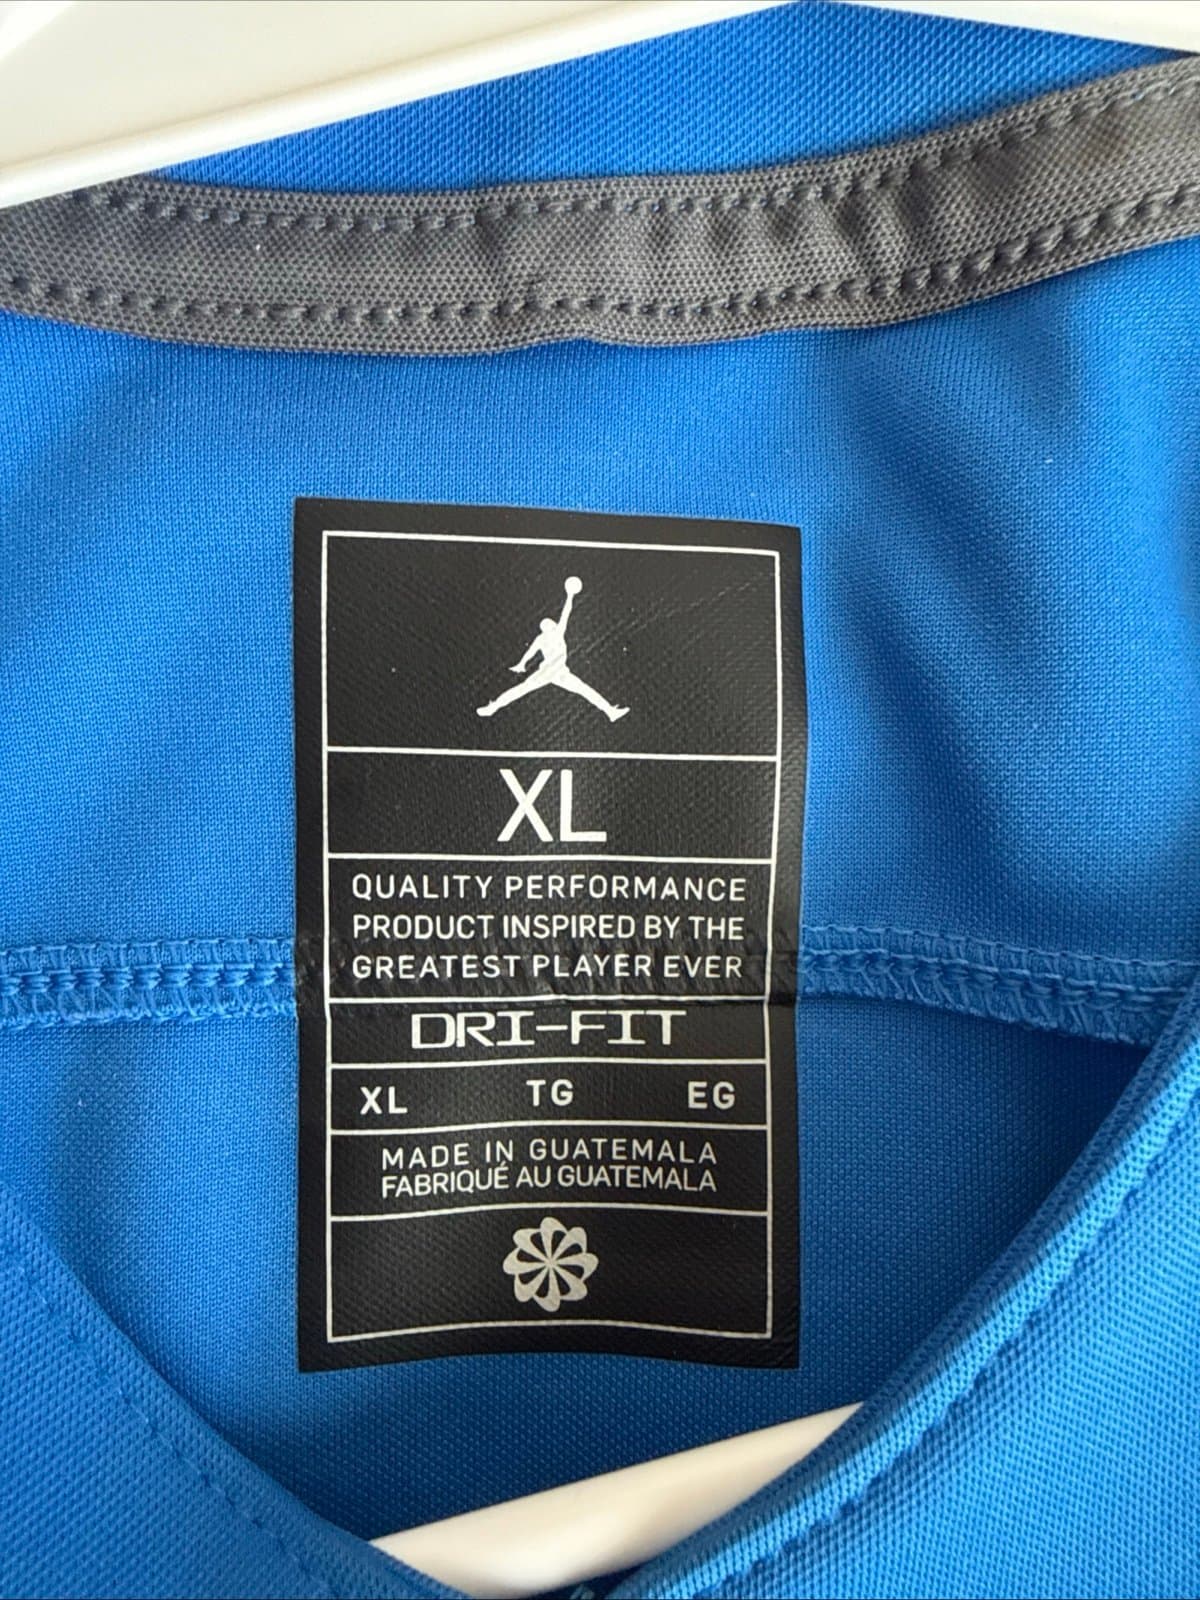 XL
QUALITY PERFORMANCE
PRODUCT INSPIRED BY THE
GREATEST PLAYER EVER
DRI-FIT
XL TG EG
MADE IN GUATEMALA
FABRIQUÉ AU GUATEMALA